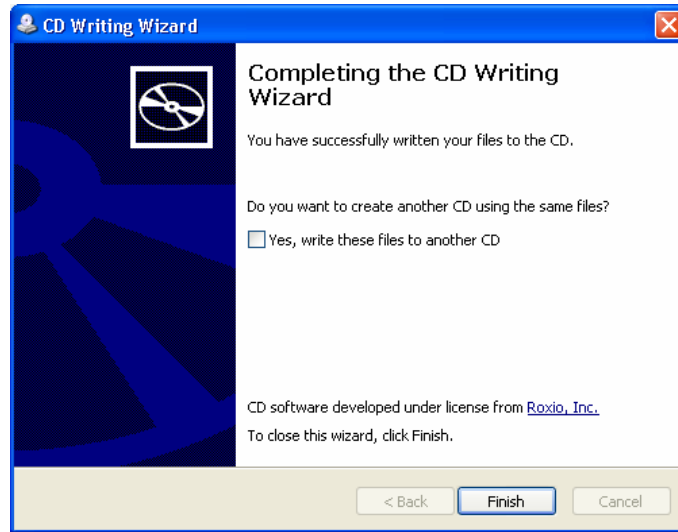 CD Writing Wizard
Completing the CD Writing
Wizard
You have successfully written your files to the CD.
Do you want to create another CD using the same files?
Yes, write these files to another CD
CD software developed under license from Roxio, Inc.
To close this wizard, click Finish.
< Back Finish Cancel